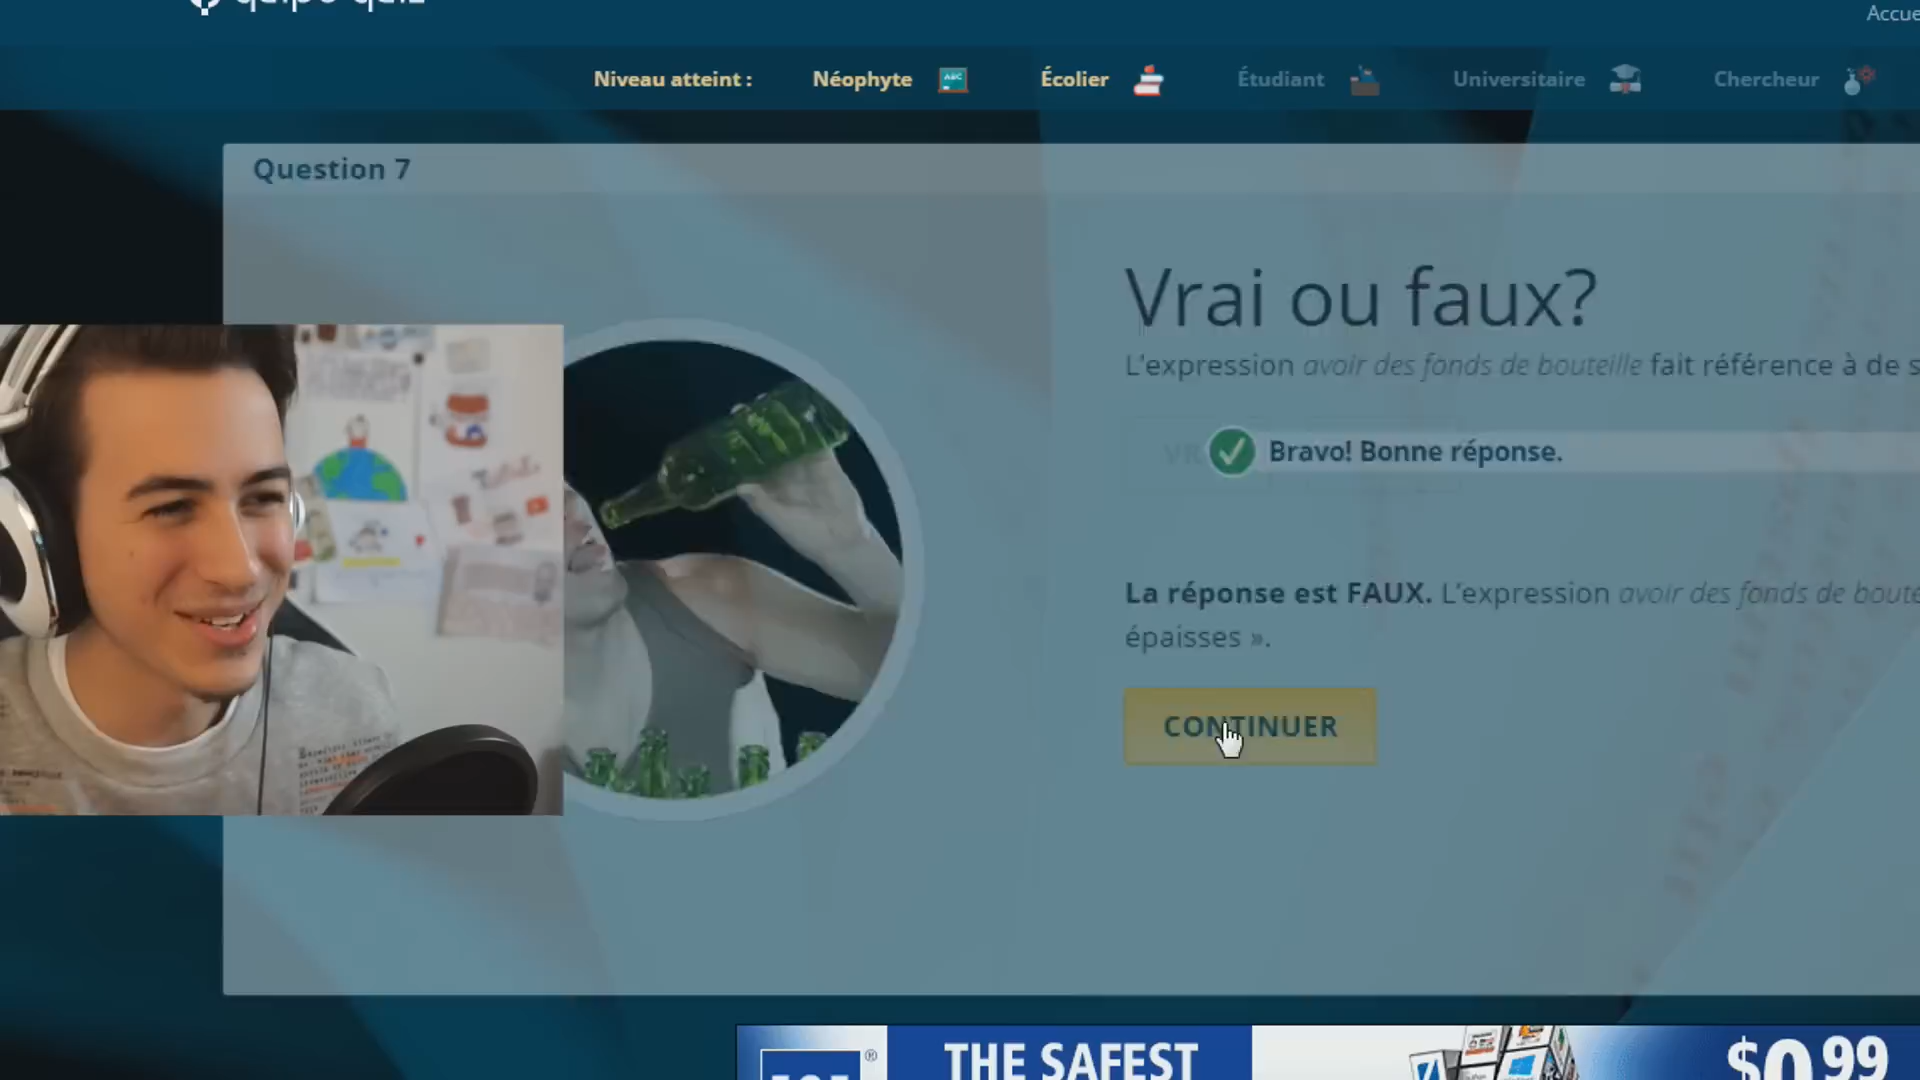 Accue
Niveau atteint : Néophyte Écolier Étudiant Universitaire Chercheur
Question 7
Vrai ou faux?
L'expression avoir des fonds de bouteille fait référence à de s
Bravo! Bonne réponse.
La réponse est FAUX. L'expression avoir des fonds de boute
épaisses ».
CONTINUER
THE SAFEST
$0.99